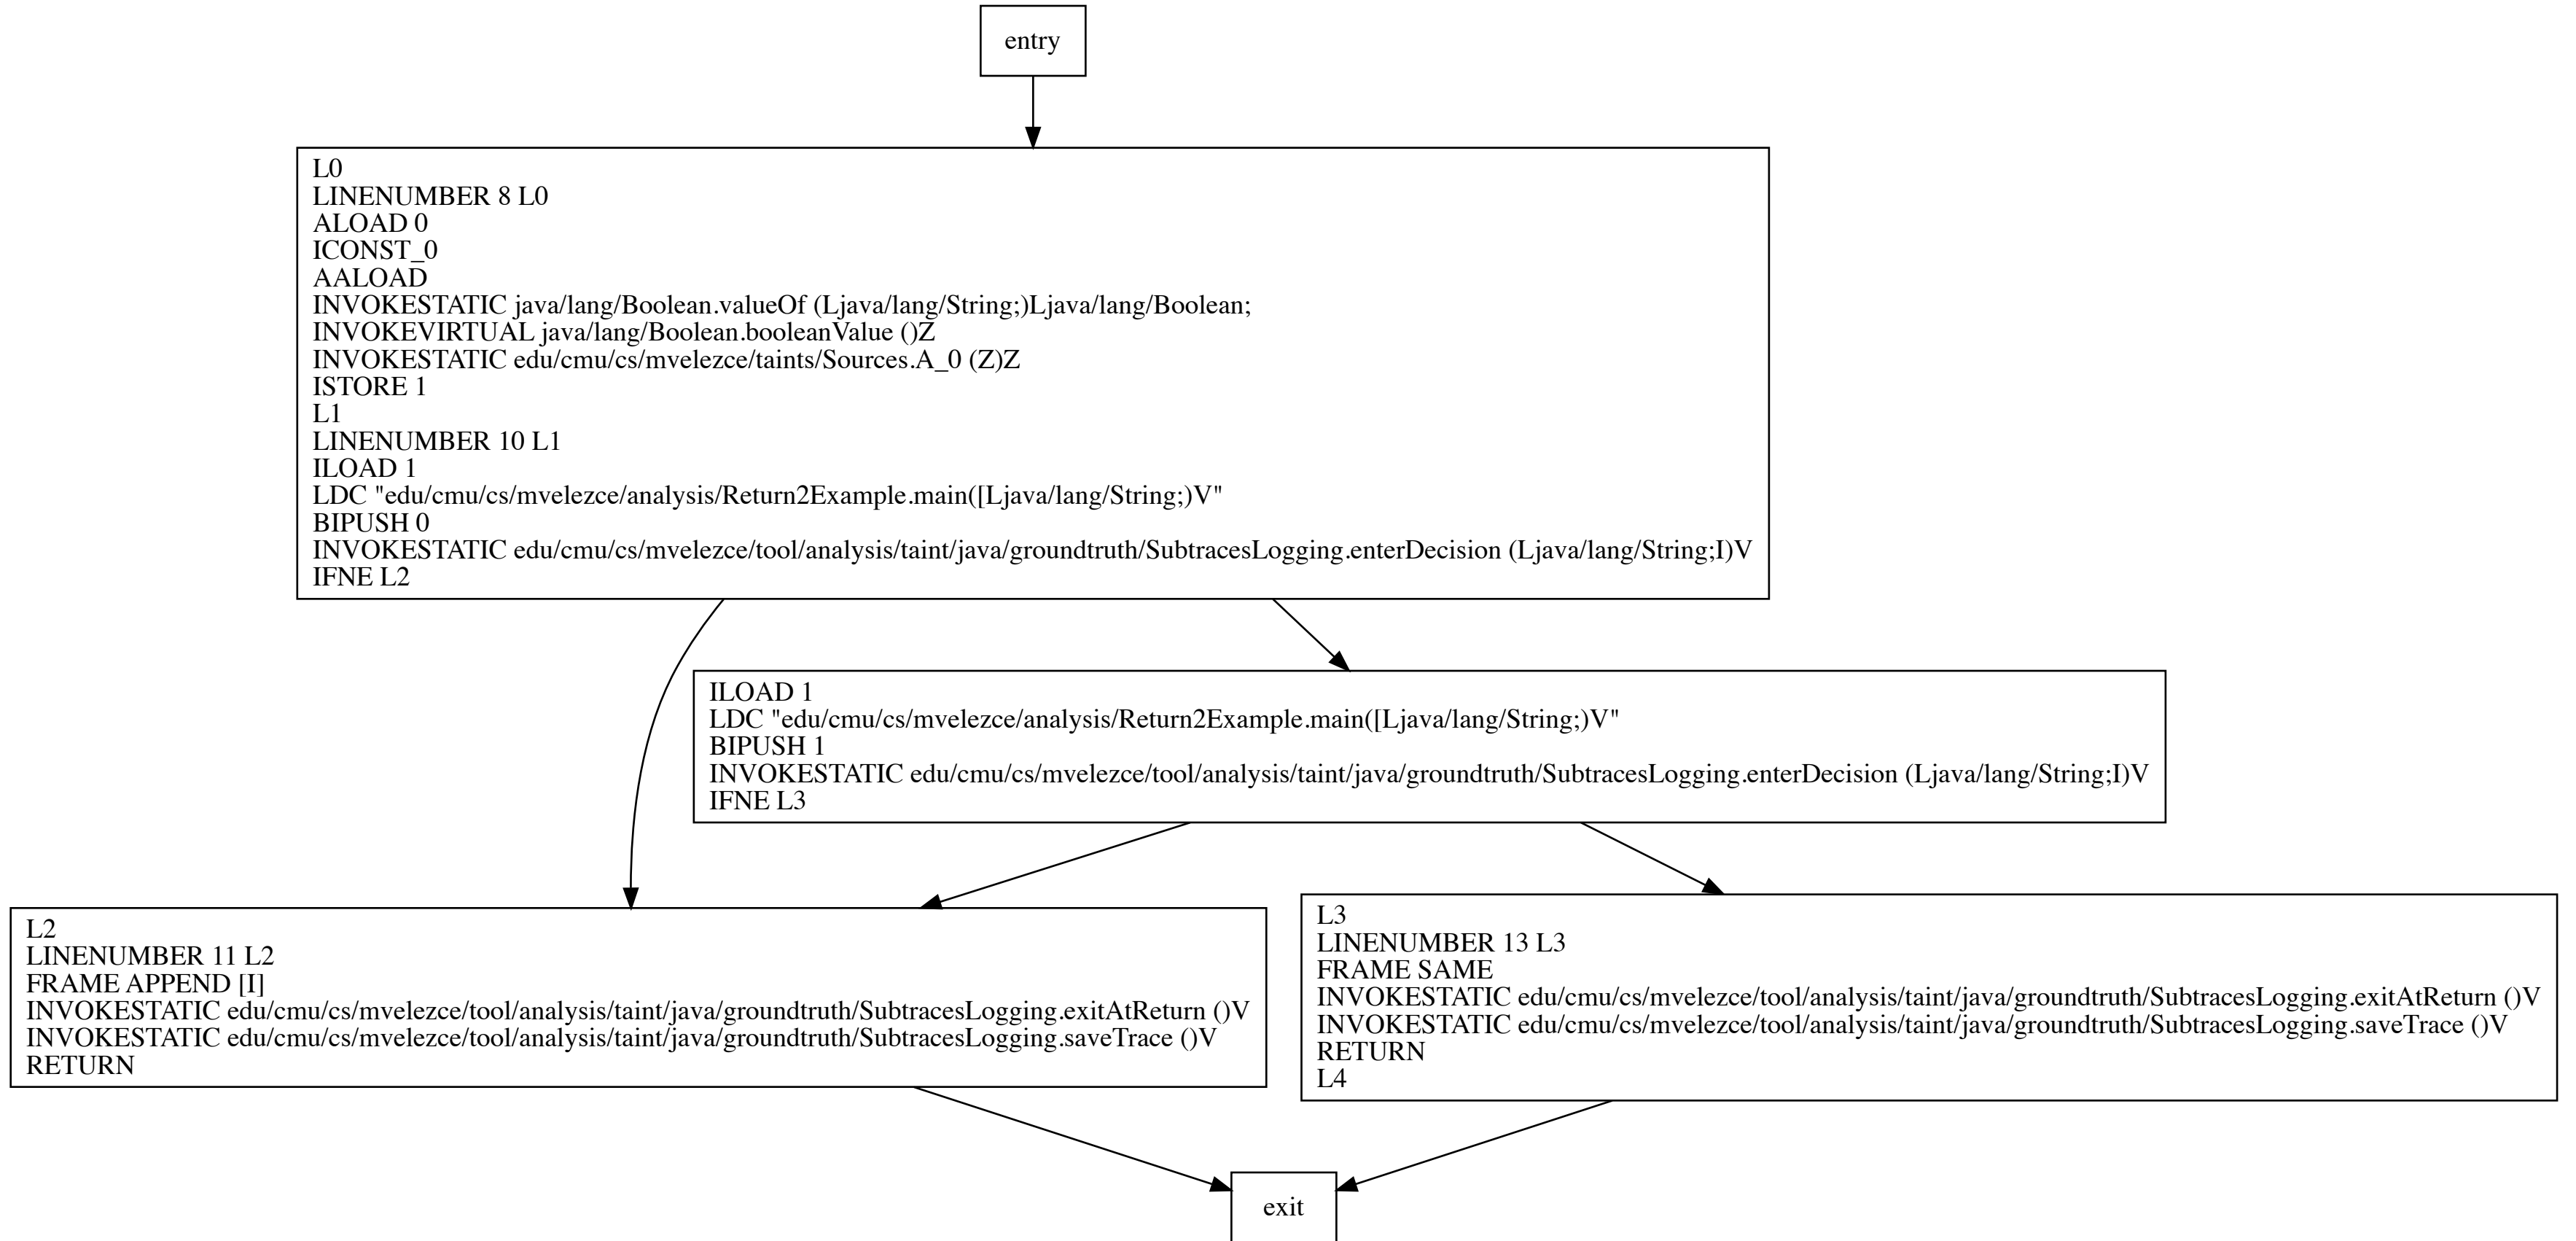 entry
L0
LINENUMBER 8 L0
ALOAD 0
ICONST_0
AALOAD
INVOKESTATIC java/lang/Boolean.valueOf (Ljava/lang/String;)Ljava/lang/Boolean;
INVOKEVIRTUAL java/lang/Boolean.booleanValue ()Z
INVOKESTATIC edu/cmu/cs/mvelezce/taints/Sources.A_0 (Z)Z
ISTORE 1
L1
LINENUMBER 10 L1
ILOAD 1
LDC "edu/cmu/cs/mvelezce/analysis/Return2Example.main([Ljava/lang/String;)V"
BIPUSH 0
INVOKESTATIC edu/cmu/cs/mvelezce/tool/analysis/taint/java/groundtruth/SubtracesLogging.enterDecision (Ljava/lang/String;I)V
IFNE L2
ILOAD 1
LDC "edu/cmu/cs/mvelezce/analysis/Return2Example.main([Ljava/lang/String;)V"
BIPUSH 1
INVOKESTATIC edu/cmu/cs/mvelezce/tool/analysis/taint/java/groundtruth/SubtracesLogging.enterDecision (Ljava/lang/String;I)V
IFNE L3
L2
LINENUMBER 11 L2
FRAME APPEND [I]
INVOKESTATIC edu/cmu/cs/mvelezce/tool/analysis/taint/java/groundtruth/SubtracesLogging.exitAtReturn ()V
INVOKESTATIC edu/cmu/cs/mvelezce/tool/analysis/taint/java/groundtruth/SubtracesLogging.saveTrace ()V
RETURN
L3
LINENUMBER 13 L3
FRAME SAME
INVOKESTATIC edu/cmu/cs/mvelezce/tool/analysis/taint/java/groundtruth/SubtracesLogging.exitAtReturn ()V
INVOKESTATIC edu/cmu/cs/mvelezce/tool/analysis/taint/java/groundtruth/SubtracesLogging.saveTrace ()V
RETURN
L4
exit